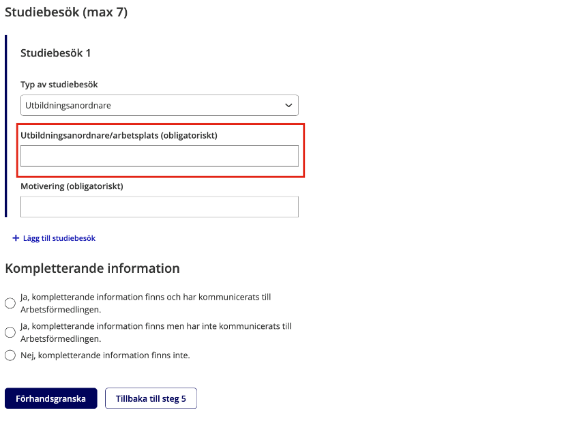 Studiebesök (max 7)
Studiebesök 1
Typ av studiebesök
Utbildningsanordnare
Utbildningsanordnare/arbetsplats (obligatoriskt)
Motivering (obligatoriskt)
+ Lägg till studiebesök
Kompletterande information
Ja, kompletterande information finns och har kommunicerats till
Arbetsförmedlingen.
Ja, kompletterande information finns men har inte kommunicerats till
Arbetsförmedlingen.
Nej, kompletterande information finns inte.
Förhandsgranska
Tillbaka till steg 5